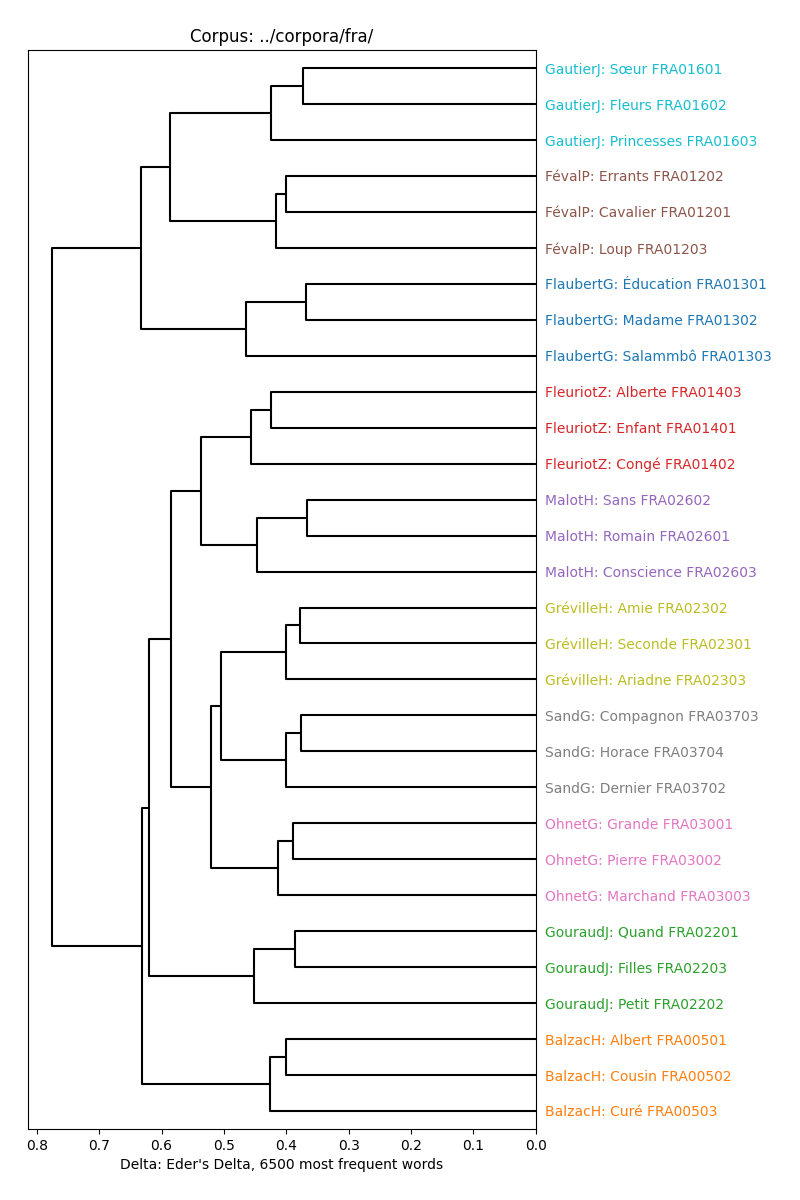 Corpus: ../corpora/fra/
GautierJ: Sœur FRA01601
GautierJ: Fleurs FRA01602
GautierJ: Princesses FRA01603
FévalP: Errants FRA01202
FévalP: Cavalier FRA01201
FévalP: Loup FRA01203
FlaubertG: Éducation FRA01301
FlaubertG: Madame FRA01302
FlaubertG: Salammbô FRA01303
FleuriotZ: Alberte FRA01403
FleuriotZ: Enfant FRA01401
FleuriotZ: Congé FRA01402
MalotH: Sans FRA02602
MalotH: Romain FRA02601
MalotH: Conscience FRA02603
GrévilleH: Amie FRA02302
GrévilleH: Seconde FRA02301
GrévilleH: Ariadne FRA02303
SandG: Compagnon FRA03703
SandG: Horace FRA03704
SandG: Dernier FRA03702
OhnetG: Grande FRA03001
OhnetG: Pierre FRA03002
OhnetG: Marchand FRA03003
GouraudJ: Quand FRA02201
GouraudJ: Filles FRA02203
GouraudJ: Petit FRA02202
BalzacH: Albert FRA00501
BalzacH: Cousin FRA00502
BalzacH: Curé FRA00503
0.8 0.7 0.6 0.5 0.4 0.3 0.2 0.1 0.0
Delta: Eder's Delta, 6500 most frequent words